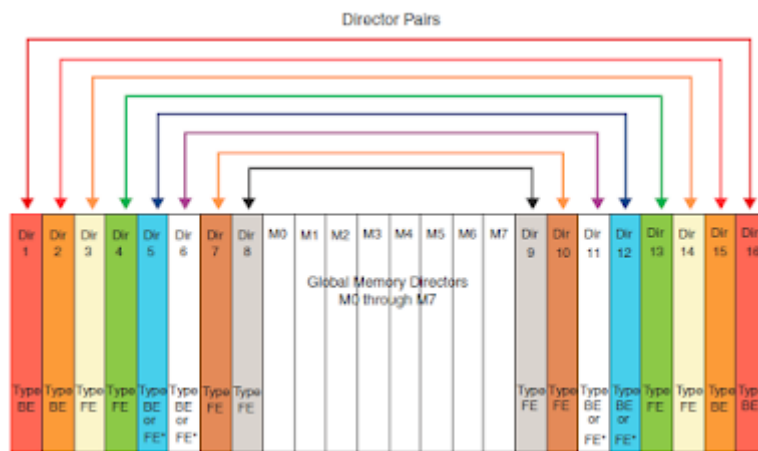 Director Pairs
Dir Dir Dir Dir Dir Dir Dir Dir M0 M1 M2 M3 M4 M5 M6 M7 Dir Dir Dir Dir Dir Dir Dir Dir
1 2 3 4 5 6 7 8 9 10 11 12 13 14 15 16
Global Memory Directors
M0 through M7
Type Type Type Type Type Type Type Type Type Type Type Type Type Type Type Type
BE BE FE FE BE BE FE FE FE FE BE BE FE FE BE BE
or or or or
FE* FE* FE* FE*